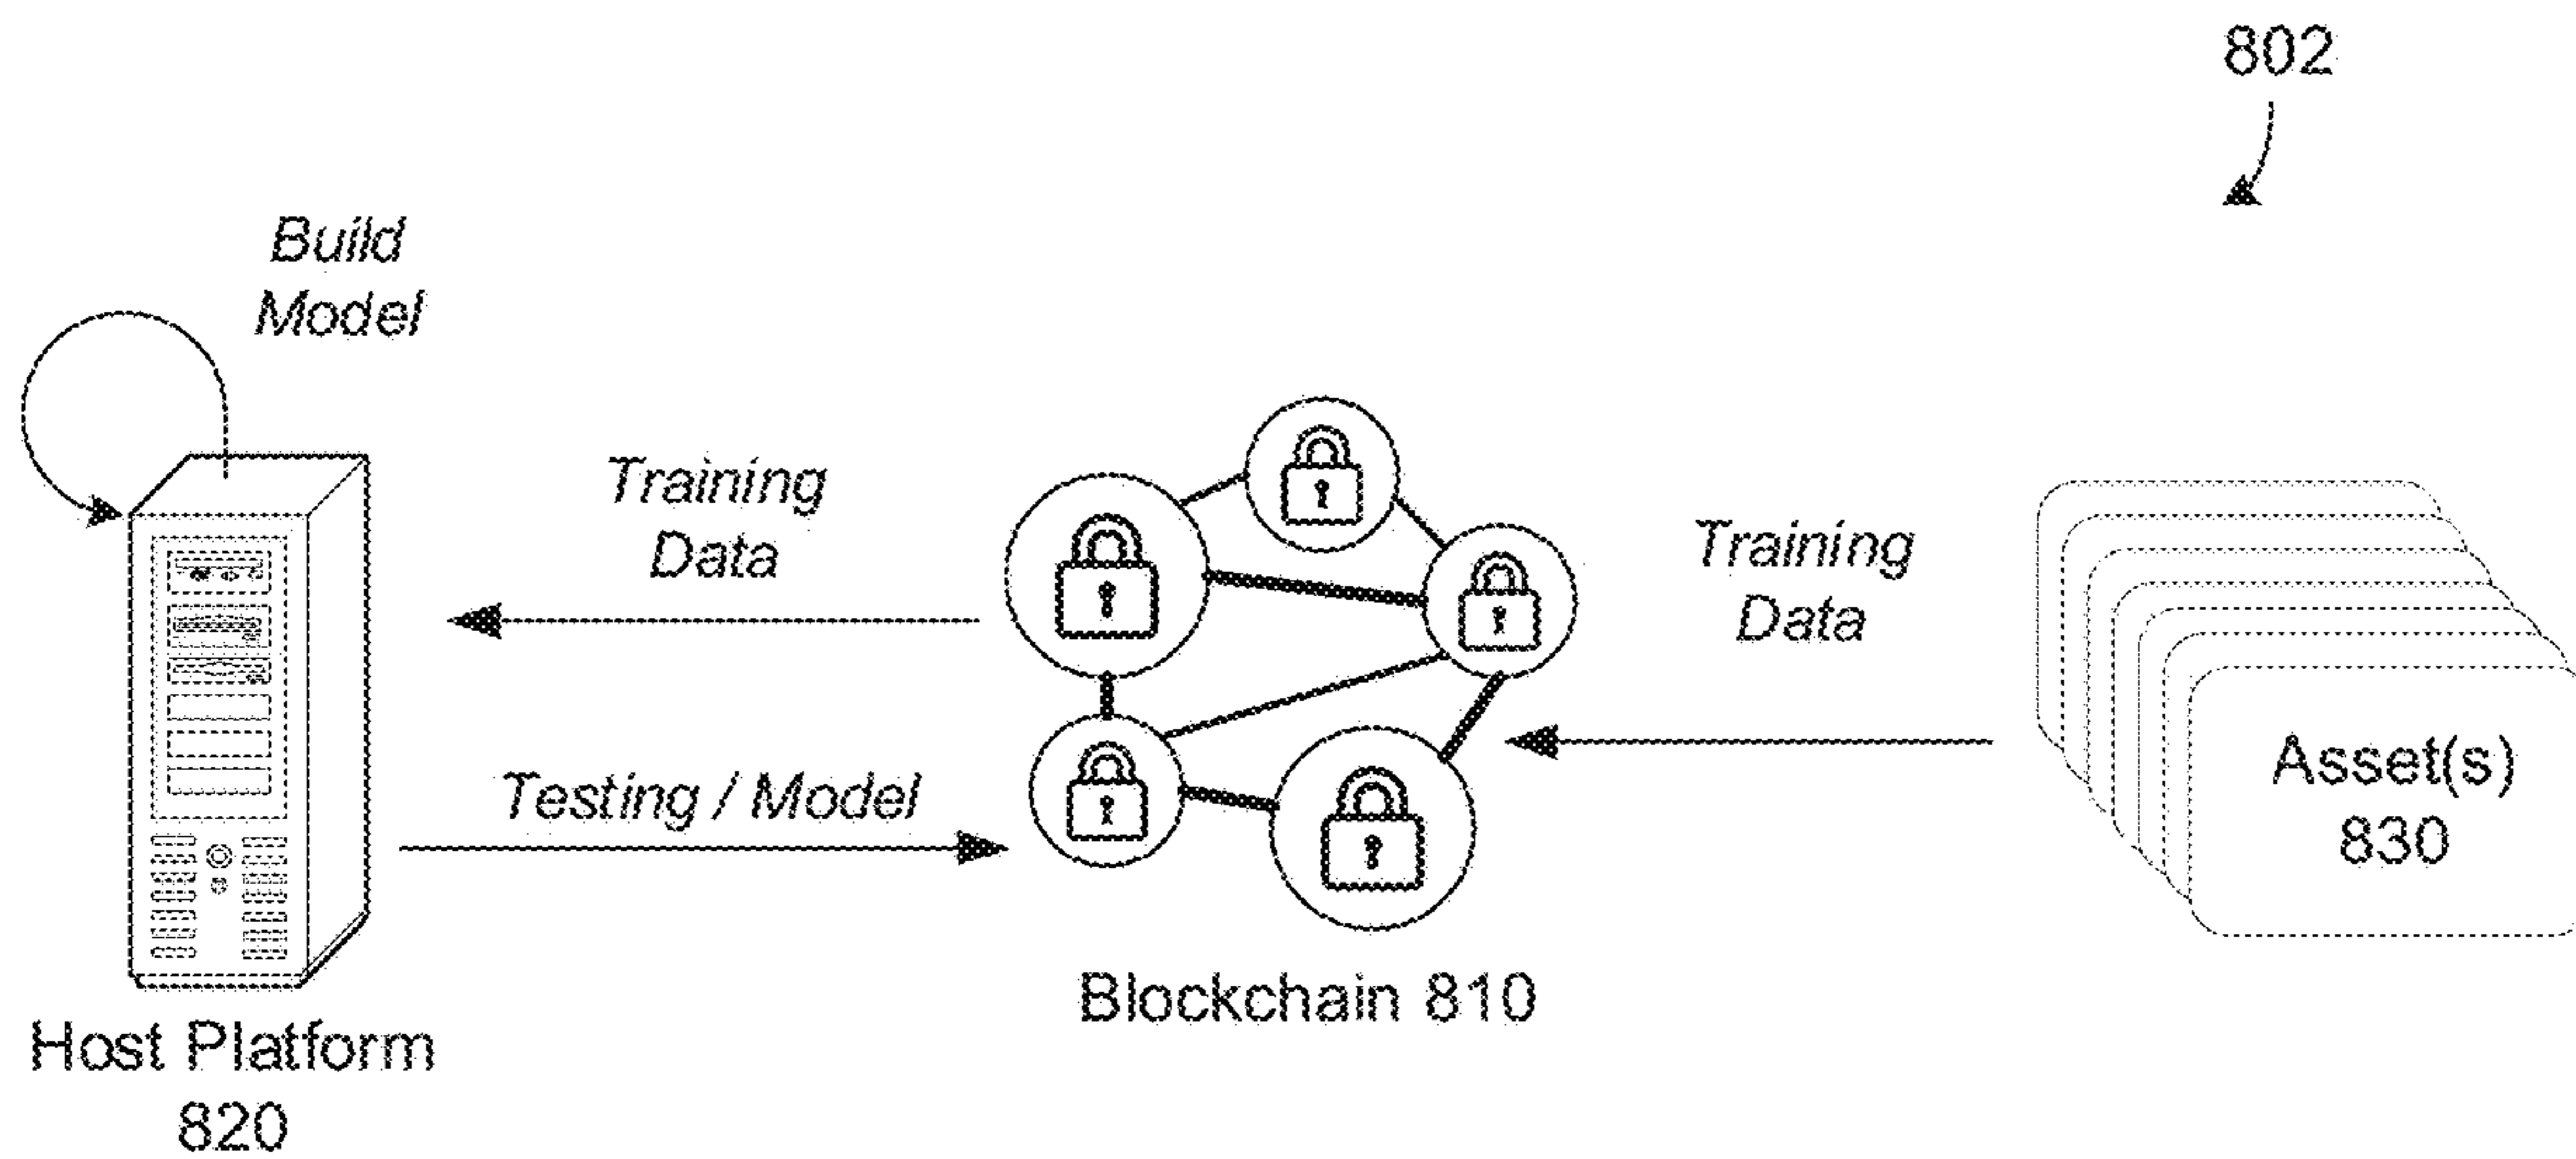 802
Build
Model
Training
Data
Training
Data
Testing / Model
Asset(s)
830
Blockchain 810
Host Platform
820